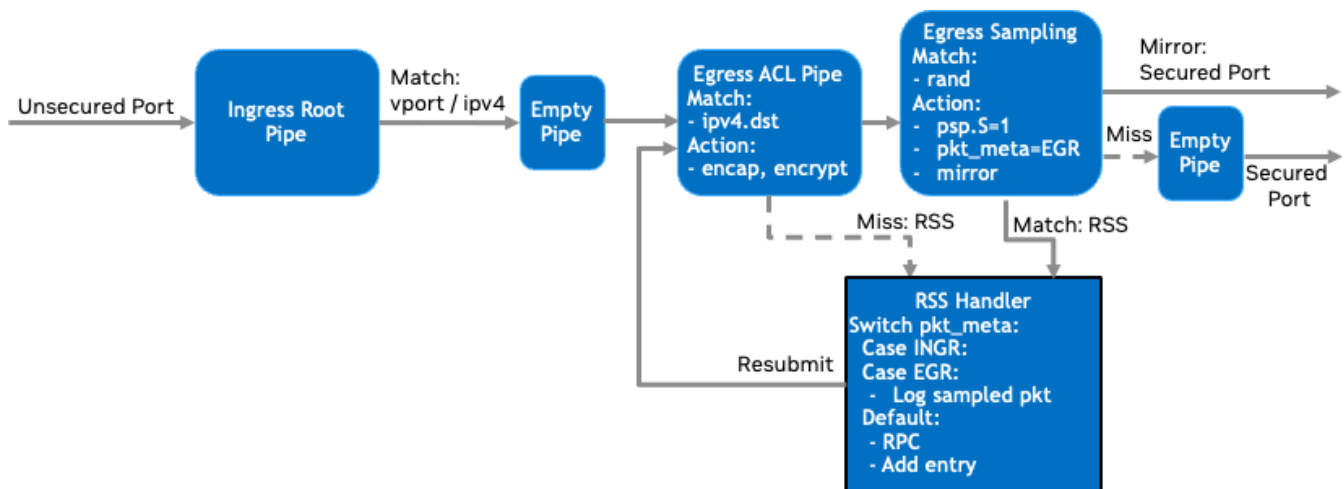 Unsecured Port
Ingress Root
Pipe
Match:
vport / ipv4
Empty
Pipe
Egress ACL Pipe
Match:
- ipv4.dst
Action:
- encap, encrypt
Egress Sampling
Match:
- rand
Action:
- psp.S=1
- pkt_meta=EGR
- mirror
Mirror:
Secured Port
Miss
Empty
Pipe
Secured
Port
Miss: RSS
Match: RSS
Resubmit
RSS Handler
Switch pkt_meta:
Case INGR:
Case EGR:
- Log sampled pkt
Default:
- RPC
- Add entry